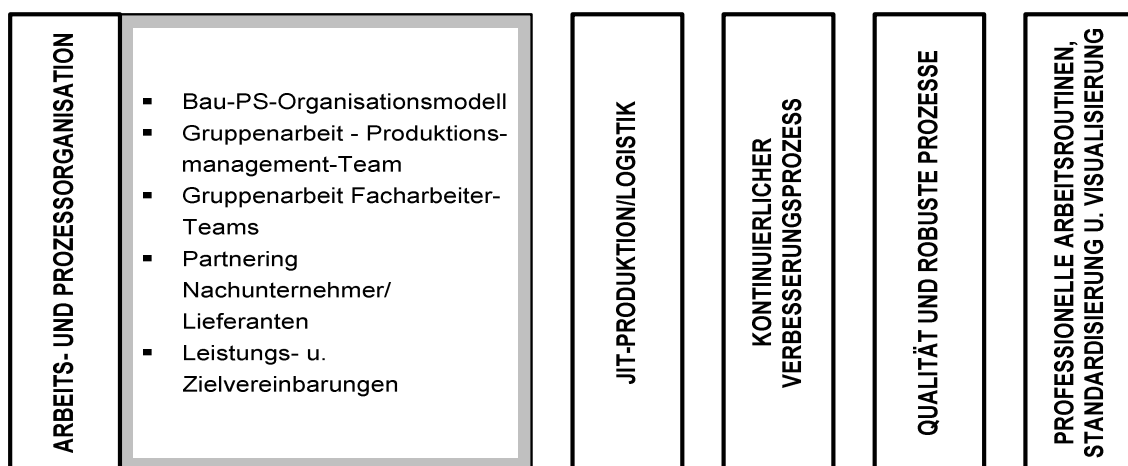 ARBEITS- UND PROZESSORGANISATION
▪ Bau-PS-Organisationsmodell
▪ Gruppenarbeit - Produktions-
management-Team
▪ Gruppenarbeit Facharbeiter-
Teams
▪ Partnering
Nachunternehmer/
Lieferanten
▪ Leistungs- u.
Zielvereinbarungen
JIT-PRODUKTION/LOGISTIK
KONTINUIERLICHER
VERBESSERUNGSPROZESS
QUALITÄT UND ROBUSTE PROZESSE
PROFESSIONELLE ARBEITSROUTINEN,
STANDARDISIERUNG U. VISUALISIERUNG